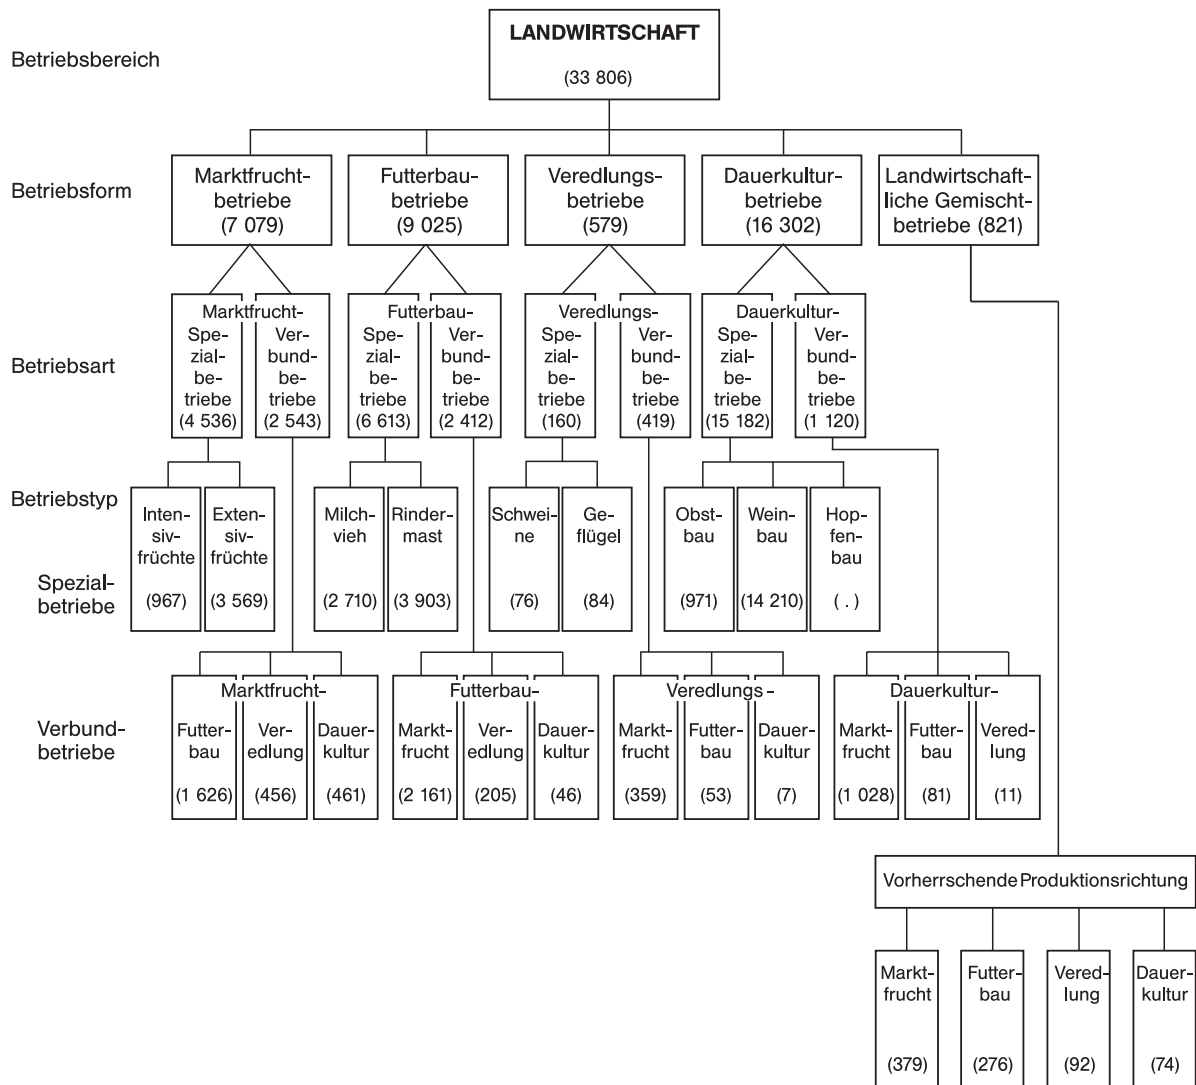 LANDWIRTSCHAFT
Betriebsbereich
(33 806)
Betriebsform
Marktfrucht-
betriebe
(7 079)
Futterbau-
betriebe
(9 025)
Veredlungs-
betriebe
(579)
Dauerkultur-
betriebe
(16 302)
Landwirtschaft-
liche Gemischt-
betriebe (821)
Betriebsart
Marktfrucht-
Spe-
zial-
be-
triebe
(4 536)
Ver-
bund-
be-
triebe
(2 543)
Futterbau-
Spe-
zial-
be-
triebe
(6 613)
Ver-
bund-
be-
triebe
(2 412)
Veredlungs-
Spe-
zial-
be-
triebe
(160)
Ver-
bund-
be-
triebe
(419)
Dauerkultur-
Spe-
zial-
be-
triebe
(15 182)
Ver-
bund-
be-
triebe
(1 120)
Betriebstyp
Spezial-
betriebe
Inten-
siv-
früchte
(967)
Exten-
siv-
früchte
(3 569)
Milch-
vieh
(2 710)
Rinder-
mast
(3 903)
Schwei-
ne
(76)
Ge-
flügel
(84)
Obst-
bau
(971)
Wein-
bau
(14 210)
Hop-
fen-
bau
( . )
Verbund-
betriebe
Marktfrucht-
Futter-
bau
(1 626)
Ver-
edlung
(456)
Dauer-
kultur
(461)
Futterbau-
Markt-
frucht
(2 161)
Ver-
edlung
(205)
Dauer-
kultur
(46)
Veredlungs -
Markt-
frucht
(359)
Futter-
bau
(53)
Dauer-
kultur
(7)
Dauerkultur-
Markt-
frucht
(1 028)
Futter-
bau
(81)
Vered-
lung
(11)
Vorherrschende Produktionsrichtung
Markt-
frucht
(379)
Futter-
bau
(276)
Vered-
lung
(92)
Dauer-
kultur
(74)